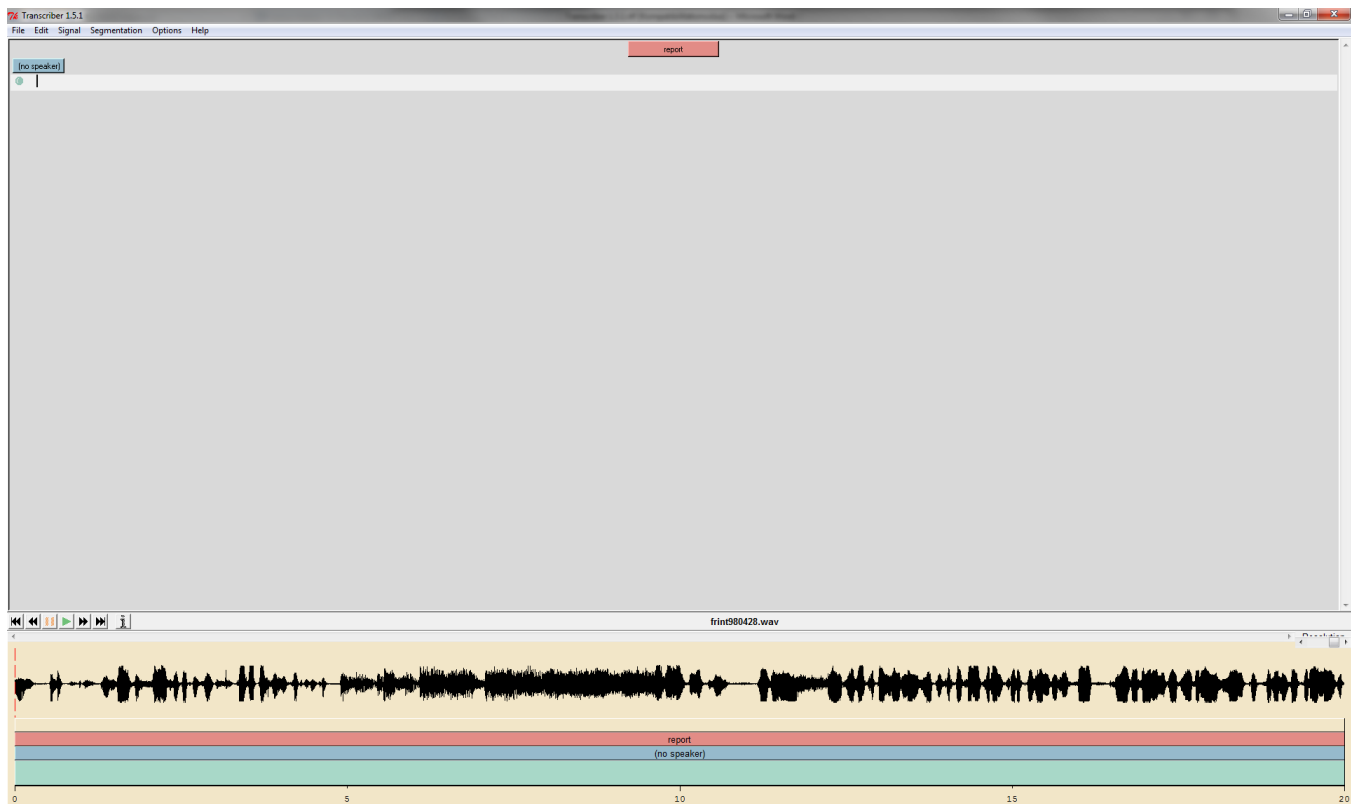 Transcriber 1.5.1
File Edit Signal Segmentation Options Help
report
(no speaker)
frint980428.wav
Resolution
report
(no speaker)
0 5 10 15 20